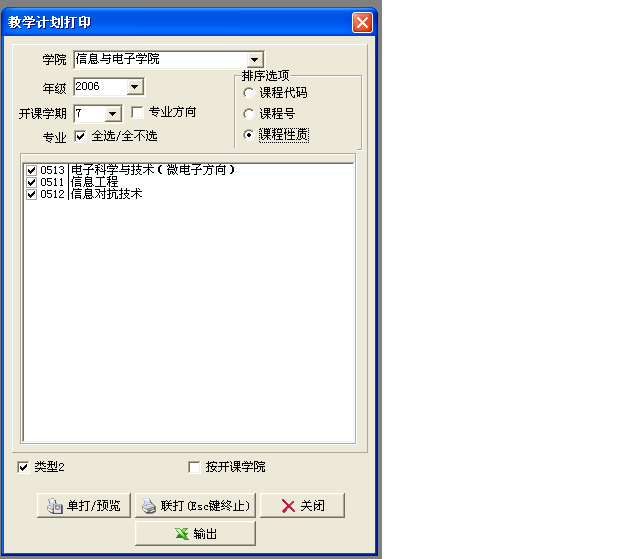 教学计划打印
学院 信息与电子学院
年级 2006
开课学期 7 专业方向
专业 全选/全不选
排序选项
课程代码
课程号
课程性质
0513|电子科学与技术(微电子方向)
0511|信息工程
0512|信息对抗技术
类型2 按开课学院
单打/预览 联打(Esc键终止) 关闭
输出